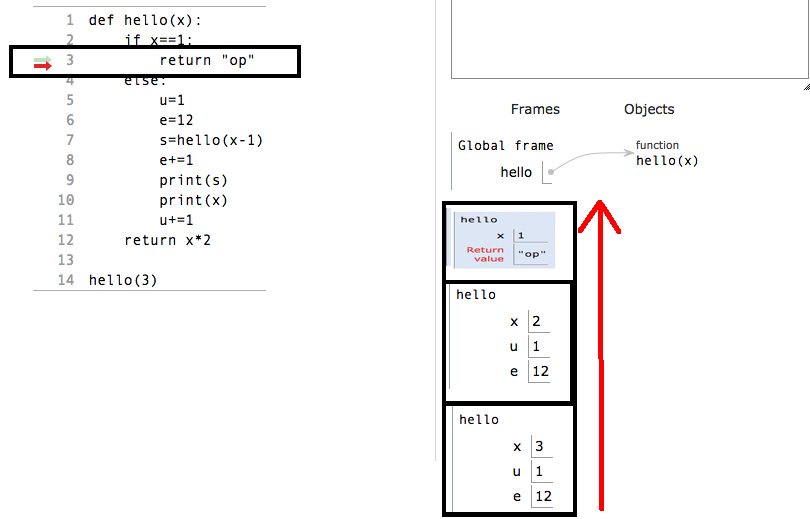 1 def hello(x):
2 if x==1:
3 return "op"
4 else:
5 u=1
6 e=12
7 s=hello(x-1)
8 e+=1
9 print(s)
10 print(x)
11 u+=1
12 return x*2
13
14 hello(3)
Frames Objects
Global frame
hello
function
hello(x)
hello
x 1
Return value "op"
hello
x 2
u 1
e 12
hello
x 3
u 1
e 12